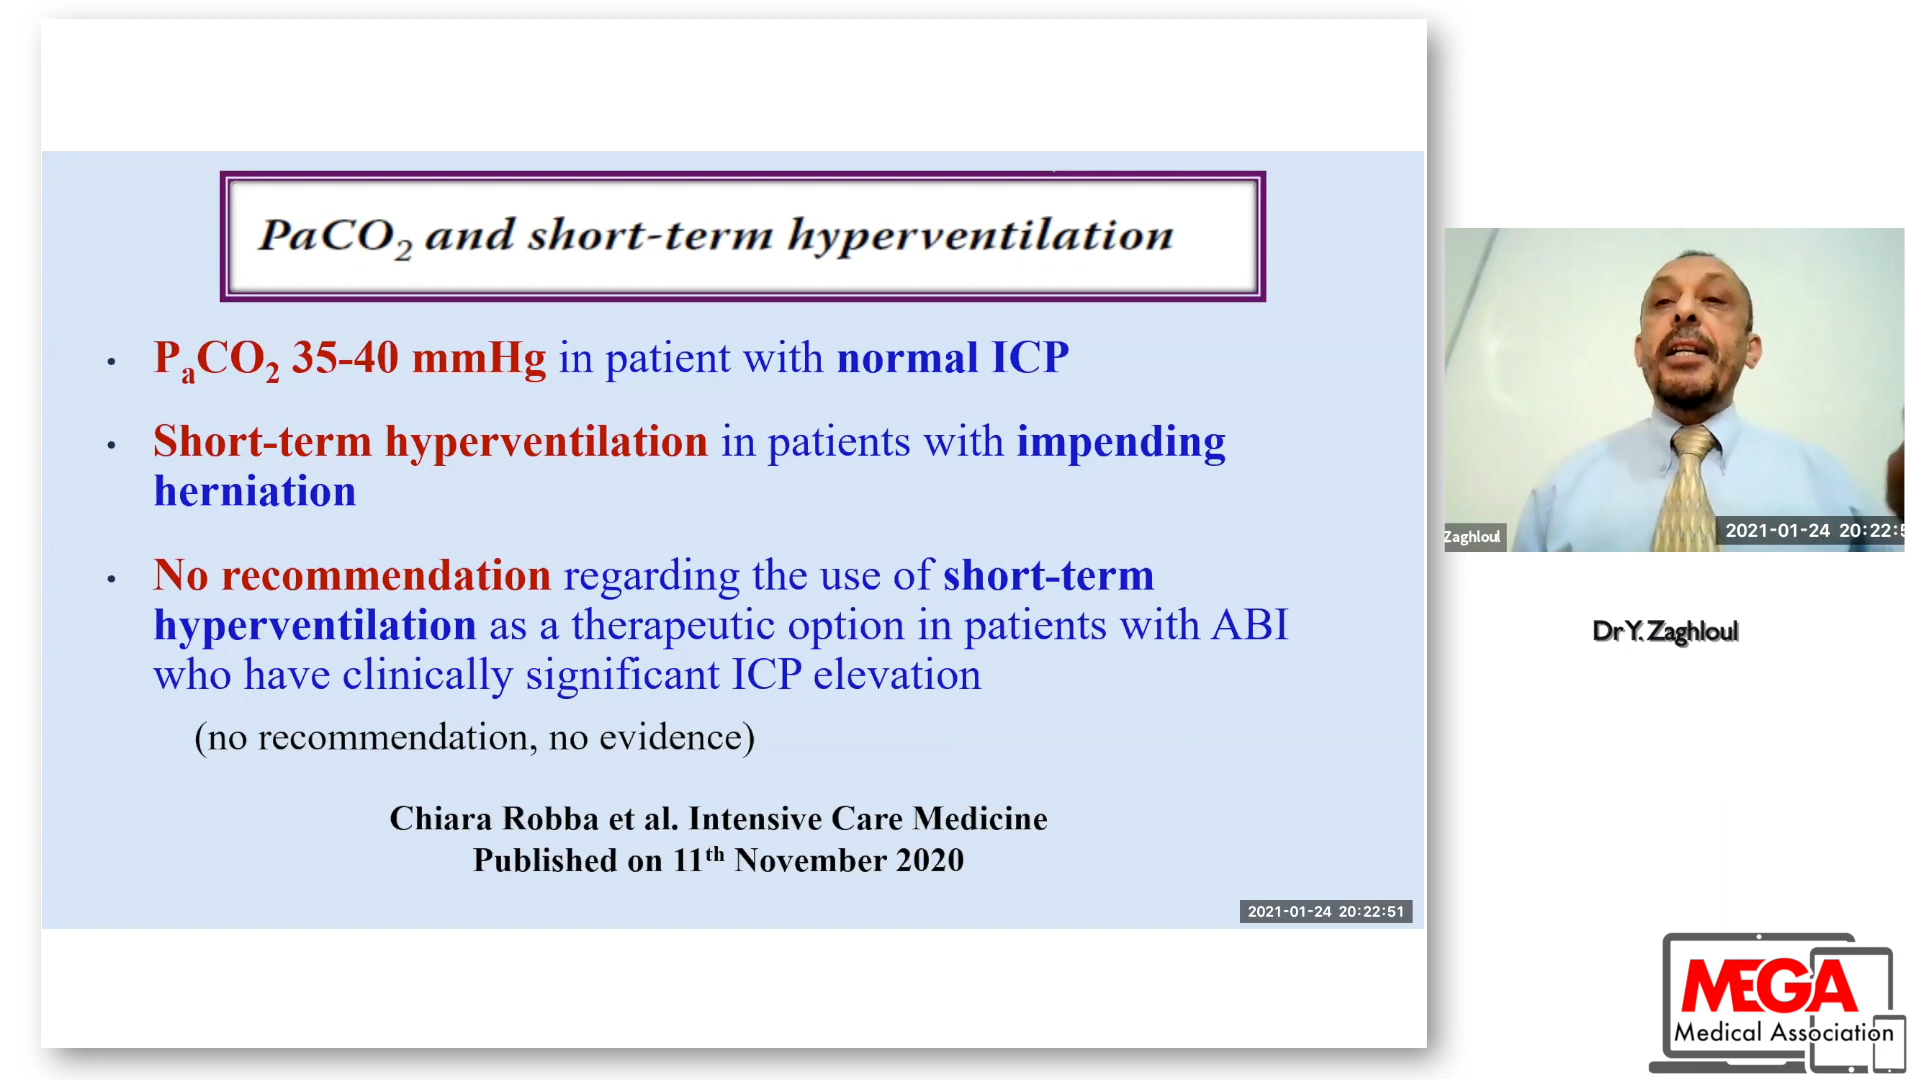 PaCO2 and short-term hyperventilation
• PaCO2 35-40 mmHg in patient with normal ICP
• Short-term hyperventilation in patients with impending
herniation
• No recommendation regarding the use of short-term
hyperventilation as a therapeutic option in patients with ABI
who have clinically significant ICP elevation
(no recommendation, no evidence)
Chiara Robba et al. Intensive Care Medicine
Published on 11th November 2020
2021-01-24 20:22:51
Zaghloul
2021-01-24 20:22:5
Dr Y. Zaghloul
MEGA
Medical Association